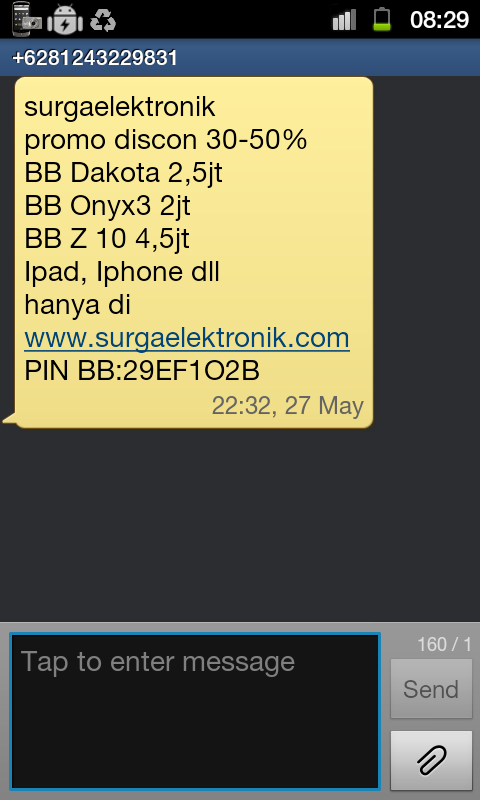 08:29
+6281243229831
surgaelektronik
promo discon 30-50%
BB Dakota 2,5jt
BB Onyx3 2jt
BB Z 10 4,5jt
Ipad, Iphone dll
hanya di
www.surgaelektronik.com
PIN BB:29EF1O2B
22:32, 27 May
160 / 1
Tap to enter message
Send